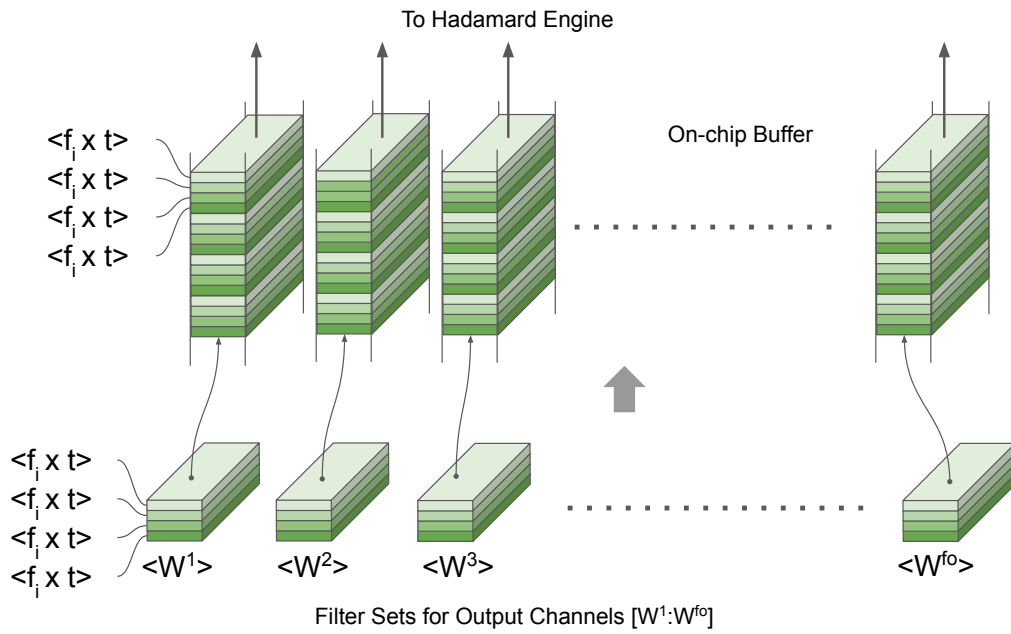 To Hadamard Engine
<f_i x t>
<f_i x t>
<f_i x t>
<f_i x t>
On-chip Buffer
<f_i x t>
<f_i x t>
<f_i x t>
<f_i x t>
<W^1> <W^2> <W^3> <W^fo>
Filter Sets for Output Channels [W^1:W^fo]